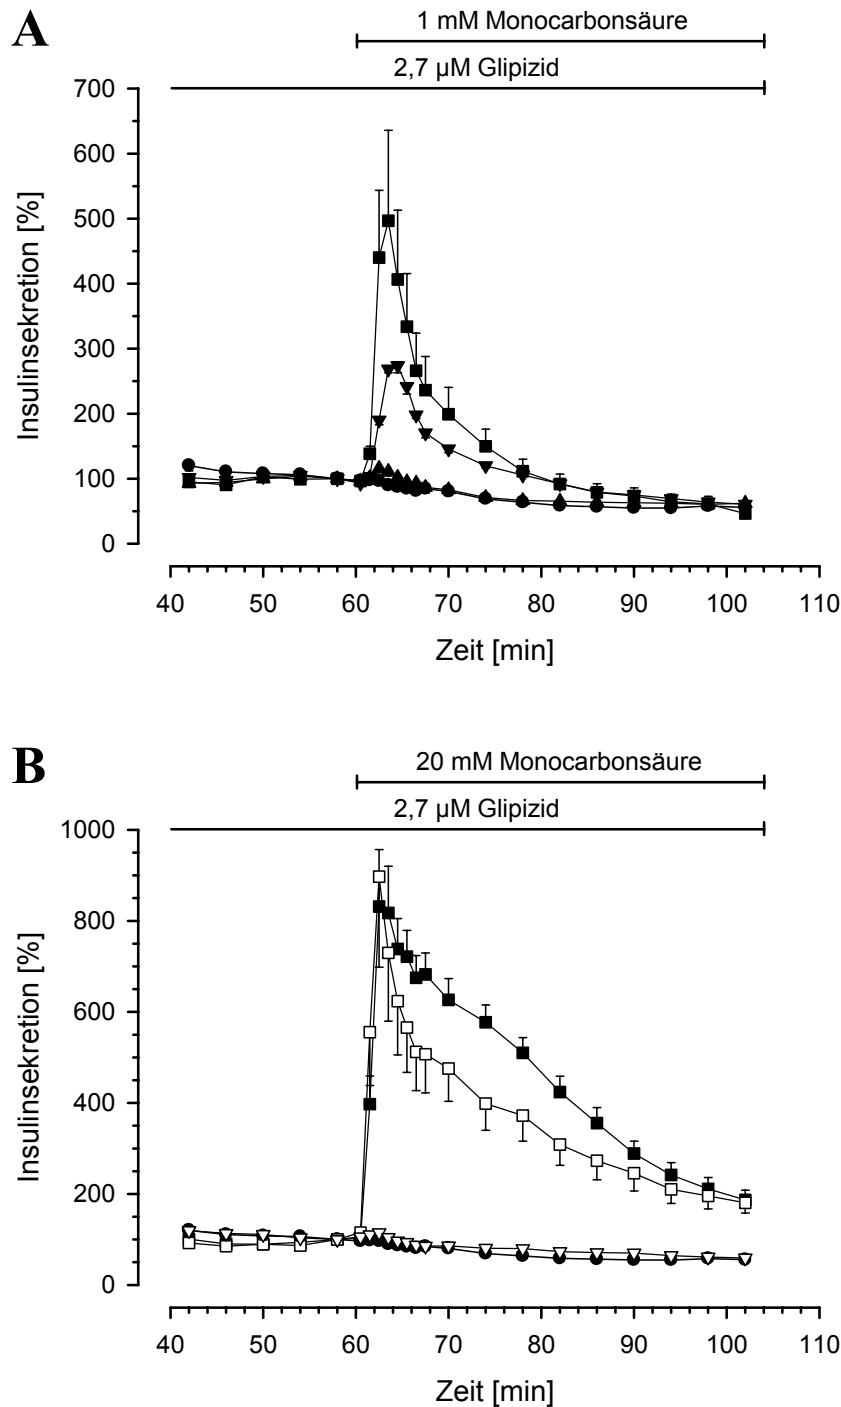 A
1 mM Monocarbonsäure
2,7 µM Glipizid
700
600
500
400
300
200
100
0
Insulinsekretion [%]
40 50 60 70 80 90 100 110
Zeit [min]
B
20 mM Monocarbonsäure
2,7 µM Glipizid
1000
800
600
400
200
0
Insulinsekretion [%]
40 50 60 70 80 90 100 110
Zeit [min]